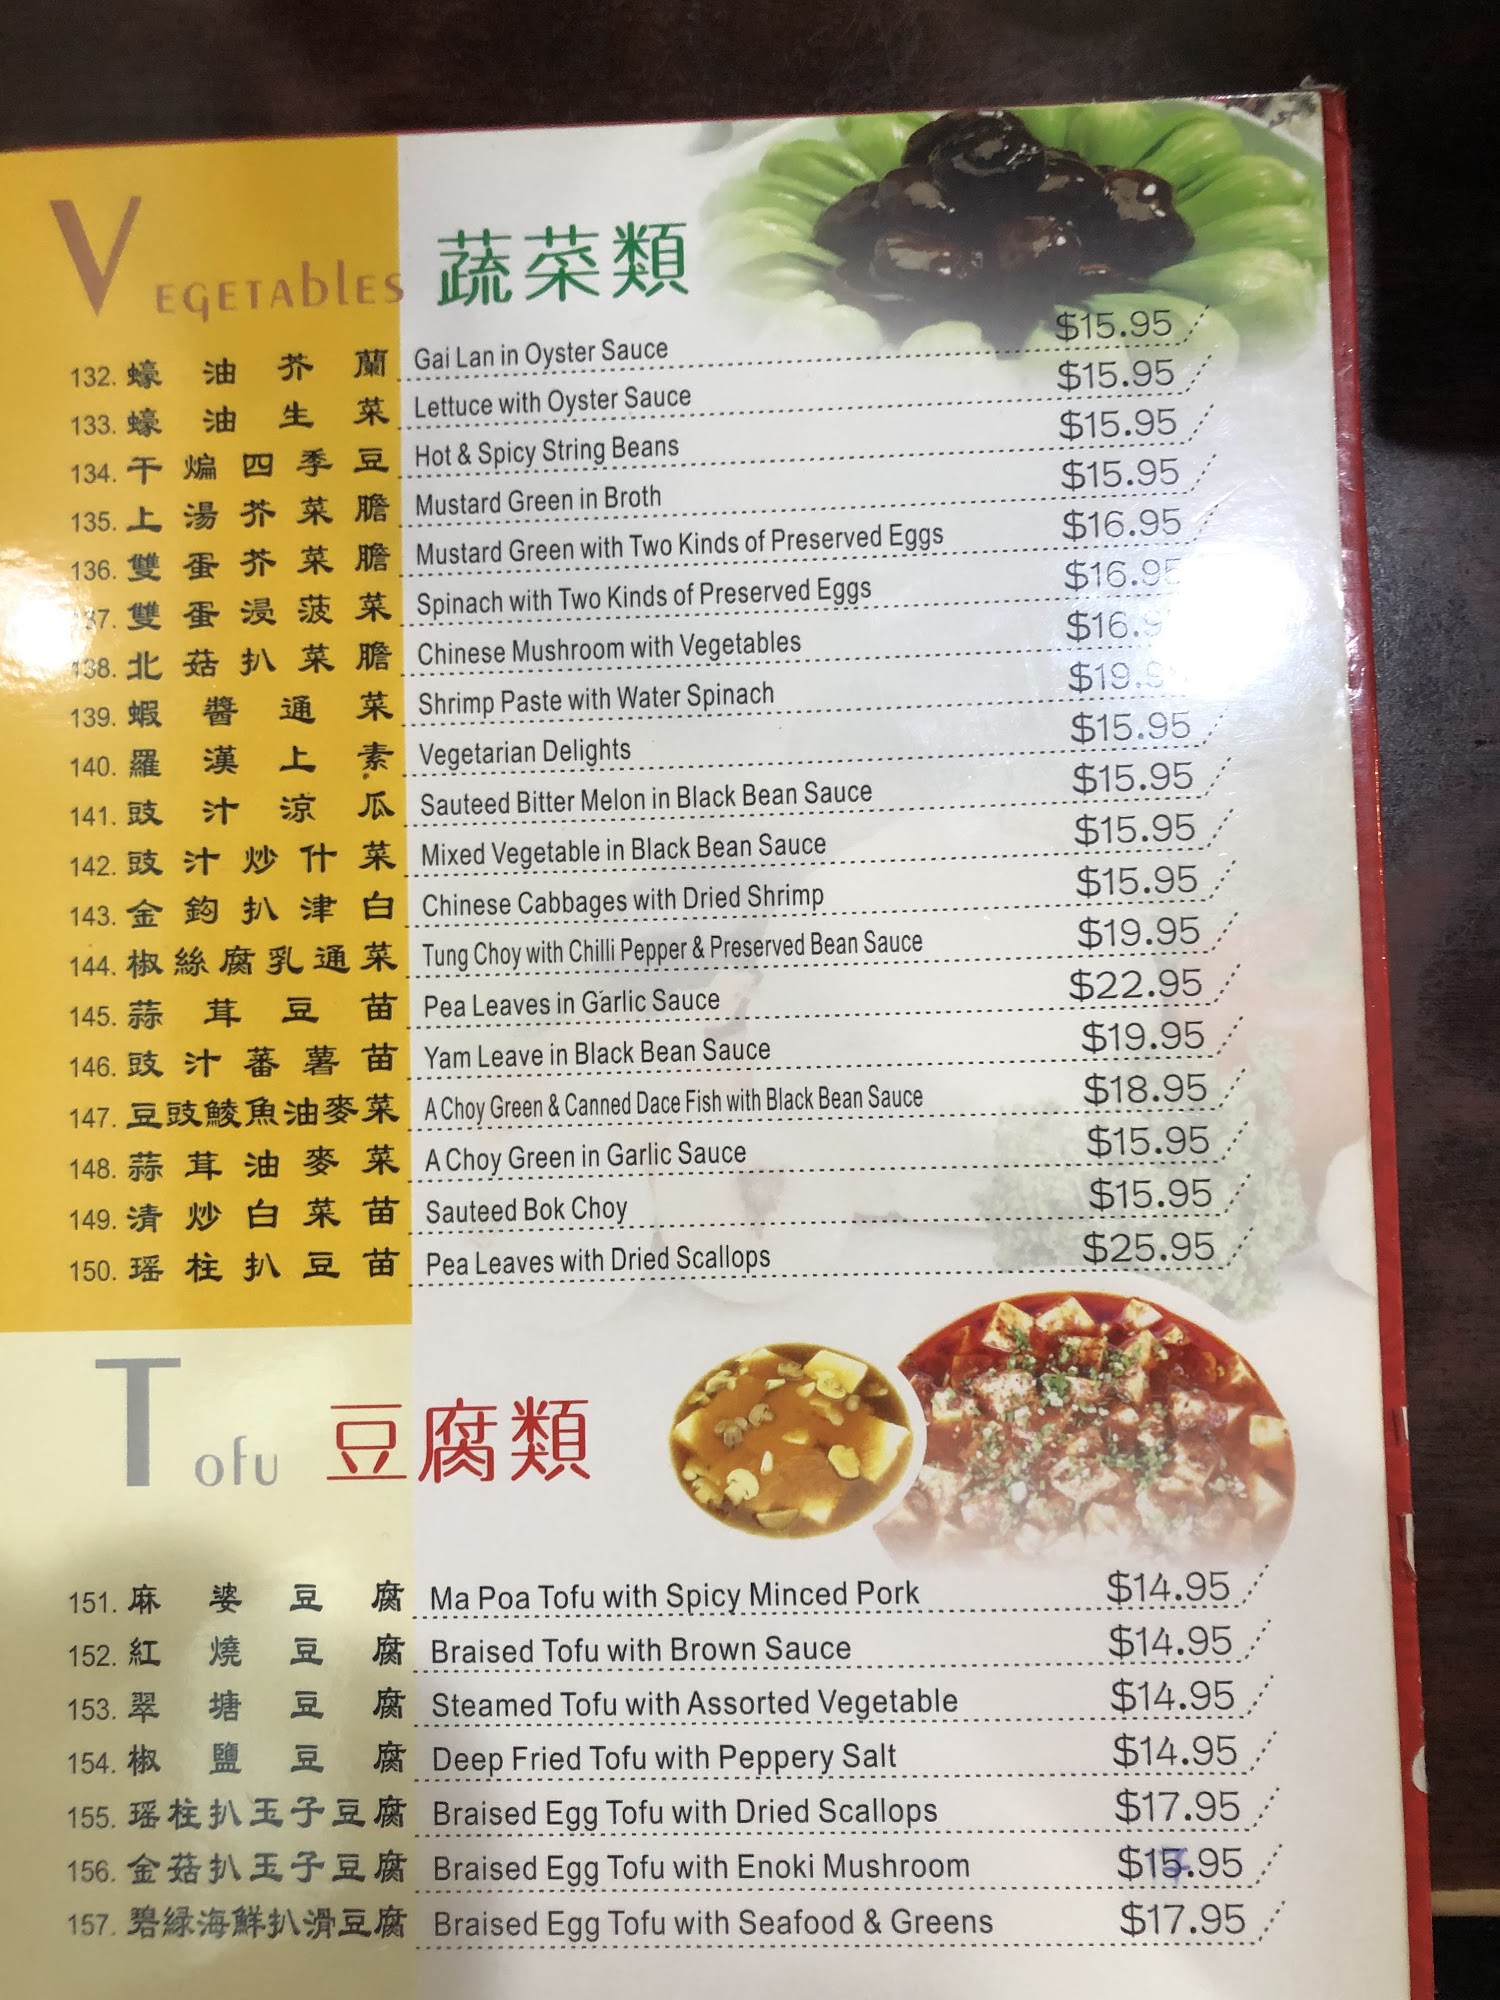 VEGETAbLES 蔬菜類
132. 蠔油芥蘭 Gai Lan in Oyster Sauce $15.95
133. 蠔油生菜 Lettuce with Oyster Sauce $15.95
134. 干煸四季豆 Hot & Spicy String Beans $15.95
135. 上湯芥菜膽 Mustard Green in Broth $15.95
136. 雙蛋芥菜膽 Mustard Green with Two Kinds of Preserved Eggs $16.95
137. 雙蛋浸菠菜 Spinach with Two Kinds of Preserved Eggs $16.95
138. 北菇扒菜膽 Chinese Mushroom with Vegetables
139. 蝦醬通菜 Shrimp Paste with Water Spinach
140. 羅漢上素 Vegetarian Delights $15.95
141. 豉汁涼瓜 Sauteed Bitter Melon in Black Bean Sauce $15.95
142. 豉汁炒什菜 Mixed Vegetable in Black Bean Sauce $15.95
143. 金鈎扒津白 Chinese Cabbages with Dried Shrimp $15.95
144. 椒絲腐乳通菜 Tung Choy with Chilli Pepper & Preserved Bean Sauce $19.95
145. 蒜茸豆苗 Pea Leaves in Garlic Sauce $22.95
146. 豉汁蕃薯苗 Yam Leave in Black Bean Sauce $19.95
147. 豆豉鯪魚油麥菜 A Choy Green & Canned Dace Fish with Black Bean Sauce $18.95
148. 蒜茸油麥菜 A Choy Green in Garlic Sauce $15.95
149. 清炒白菜苗 Sauteed Bok Choy $15.95
150. 瑤柱扒豆苗 Pea Leaves with Dried Scallops $25.95
Tofu 豆腐類
151. 麻婆豆腐 Ma Poa Tofu with Spicy Minced Pork $14.95
152. 紅燒豆腐 Braised Tofu with Brown Sauce $14.95
153. 翠塘豆腐 Steamed Tofu with Assorted Vegetable $14.95
154. 椒鹽豆腐 Deep Fried Tofu with Peppery Salt $14.95
155. 瑤柱扒玉子豆腐 Braised Egg Tofu with Dried Scallops $17.95
156. 金菇扒玉子豆腐 Braised Egg Tofu with Enoki Mushroom
157. 碧綠海鮮扒滑豆腐 Braised Egg Tofu with Seafood & Greens $17.95